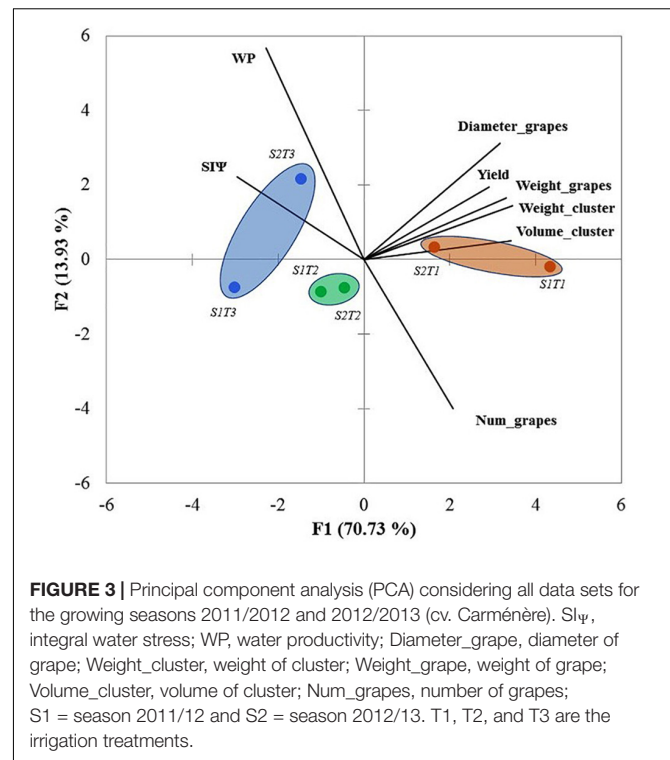 6
WP
4
Diameter_grapes
S2T3
Yield
SIΨ
Weight_grapes
2
Weight_cluster
Volume_cluster
F2 (13.93 %)
0
S1T2
S2T1
S1T1
S1T3
S2T2
-2
-4
Num_grapes
-6
-6 -4 -2 0 2 4 6
F1 (70.73 %)
FIGURE 3 | Principal component analysis (PCA) considering all data sets for
the growing seasons 2011/2012 and 2012/2013 (cv. Carménère). SIΨ,
integral water stress; WP, water productivity; Diameter_grape, diameter of
grape; Weight_cluster, weight of cluster; Weight_grape, weight of grape;
Volume_cluster, volume of cluster; Num_grapes, number of grapes;
S1 = season 2011/12 and S2 = season 2012/13. T1, T2, and T3 are the
irrigation treatments.